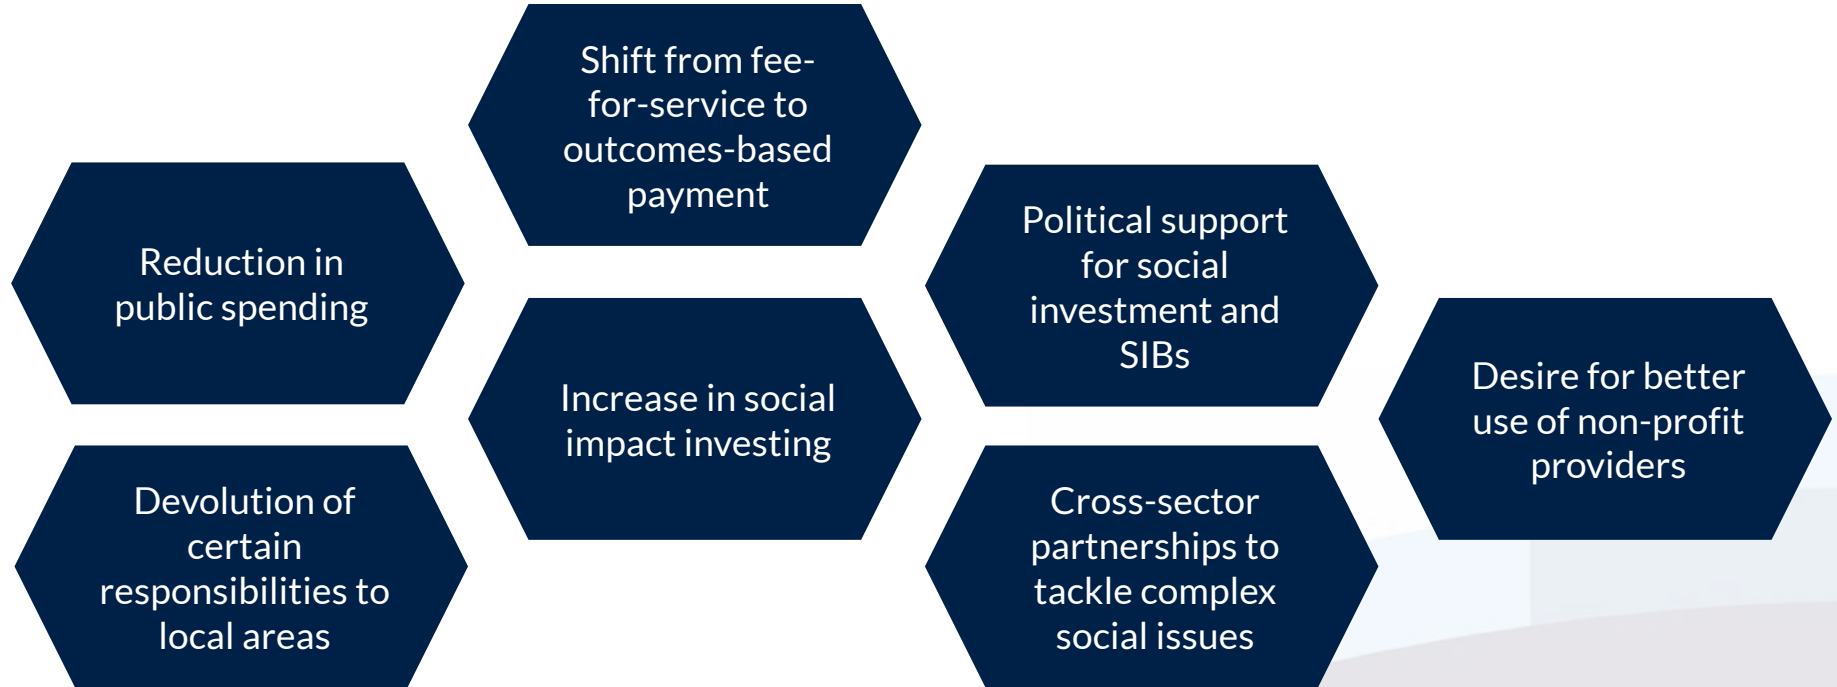 Shift from fee-
for-service to
outcomes-based
payment
Reduction in
public spending
Political support
for social
investment and
SIBs
Increase in social
impact investing
Desire for better
use of non-profit
providers
Devolution of
certain
responsibilities to
local areas
Cross-sector
partnerships to
tackle complex
social issues